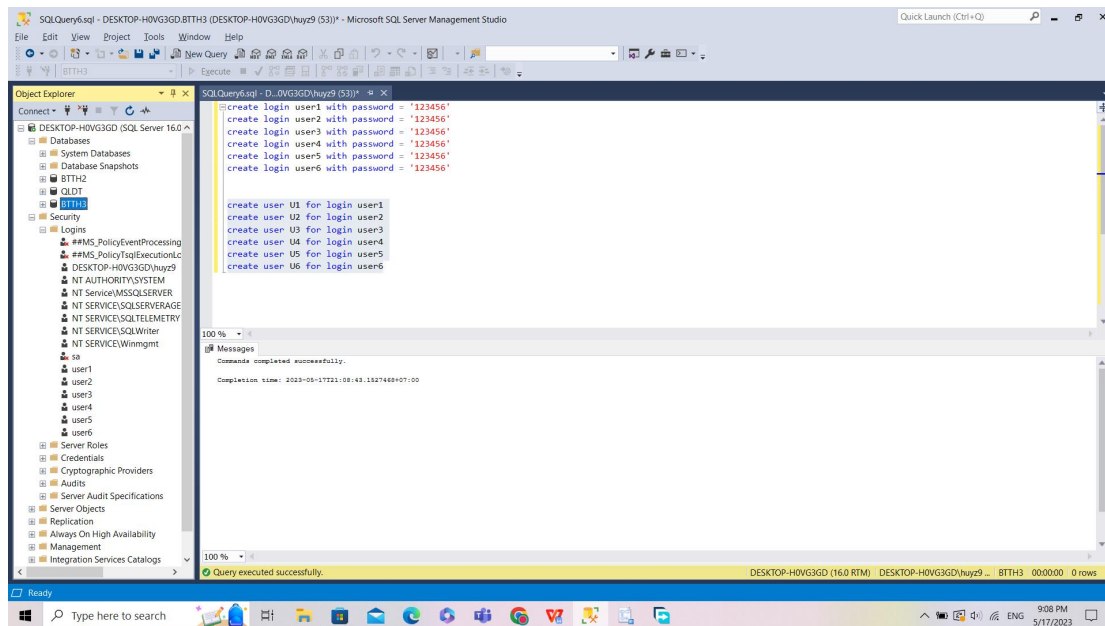 SQLQuery6.sql - DESKTOP-H0VG3GD.BTTH3 (DESKTOP-H0VG3GD\huyz9 (53))* - Microsoft SQL Server Management Studio
Quick Launch (Ctrl+Q)
File Edit View Project Tools Window Help
New Query
BTTH3
Execute
Object Explorer
SQLQuery6.sql - D...0VG3GD\huyz9 (53))*
Connect
DESKTOP-H0VG3GD (SQL Server 16.0
Databases
System Databases
Database Snapshots
BTTH2
QLDT
BTTH3
Security
Logins
##MS_PolicyEventProcessing
##MS_PolicyTsqlExecutionLo
DESKTOP-H0VG3GD\huyz9
NT AUTHORITY\SYSTEM
NT Service\MSSQLSERVER
NT SERVICE\SQLSERVERAGE
NT SERVICE\SQLTELEMETRY
NT SERVICE\SQLWriter
NT SERVICE\Winmgmt
sa
user1
user2
user3
user4
user5
user6
Server Roles
Credentials
Cryptographic Providers
Audits
Server Audit Specifications
Server Objects
Replication
Always On High Availability
Management
Integration Services Catalogs
create login user1 with password = '123456'
create login user2 with password = '123456'
create login user3 with password = '123456'
create login user4 with password = '123456'
create login user5 with password = '123456'
create login user6 with password = '123456'
create user U1 for login user1
create user U2 for login user2
create user U3 for login user3
create user U4 for login user4
create user U5 for login user5
create user U6 for login user6
100 %
Messages
Commands completed successfully.
Completion time: 2023-05-17T21:08:43.1527468+07:00
100 %
Query executed successfully.
DESKTOP-H0VG3GD (16.0 RTM) DESKTOP-H0VG3GD\huyz9 ... BTTH3 00:00:00 0 rows
Ready
Type here to search
ENG
9:08 PM
5/17/2023